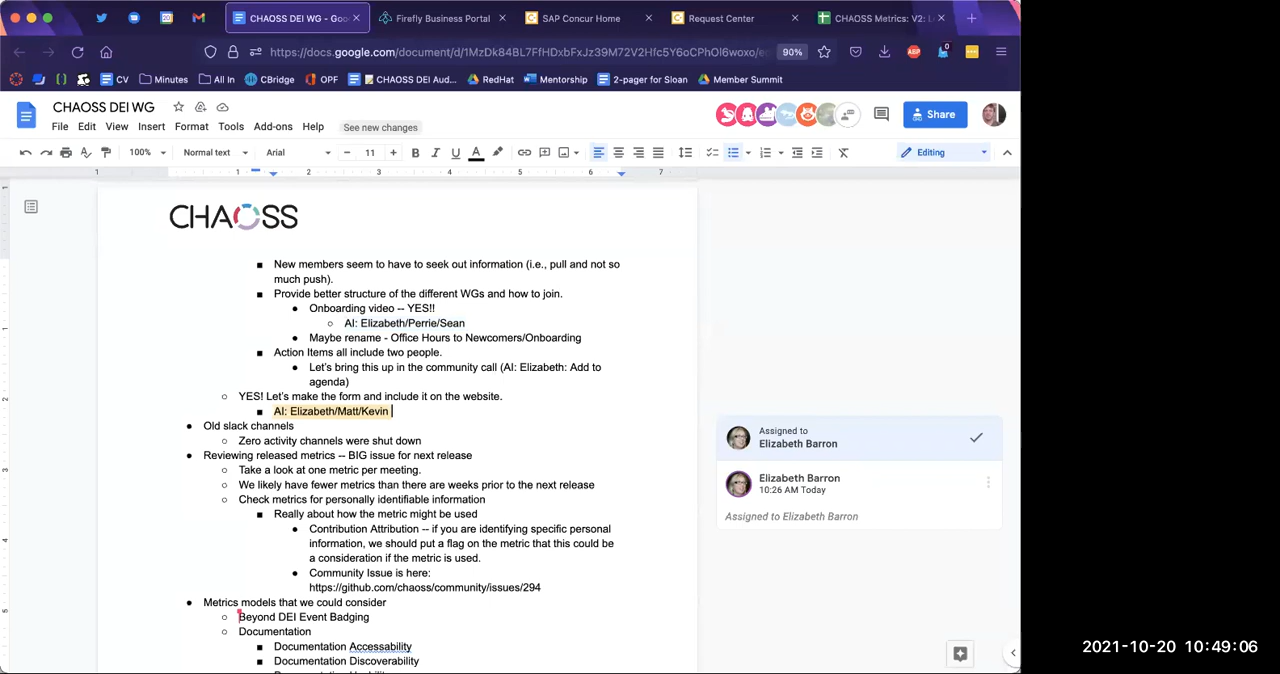 CHAOSS DEI WG - Goo
Firefly Business Portal
SAP Concur Home
Request Center
CHAOSS Metrics: V2: L
https://docs.google.com/document/d/1MzDk84BL7FfHDxbFxJz39M72V2Hfc5Y6oCPhOl6woxo/e
90%
ABP
0
CV
Minutes
All In
CBridge
OPF
CHAOSS DEI Aud...
RedHat
Mentorship
2-pager for Sloan
Member Summit
CHAOSS DEI WG
File Edit View Insert Format Tools Add-ons Help See new changes
Share
100% Normal text Arial 11 Editing
1 1 2 3 4 5 6 7
CHAOSS
■ New members seem to have to seek out information (i.e., pull and not so
much push).
■ Provide better structure of the different WGs and how to join.
● Onboarding video -- YES!!
○ AI: Elizabeth/Perrie/Sean
● Maybe rename - Office Hours to Newcomers/Onboarding
■ Action Items all include two people.
● Let's bring this up in the community call (AI: Elizabeth: Add to
agenda)
○ YES! Let's make the form and include it on the website.
■ AI: Elizabeth/Matt/Kevin
● Old slack channels
○ Zero activity channels were shut down
● Reviewing released metrics -- BIG issue for next release
○ Take a look at one metric per meeting.
○ We likely have fewer metrics than there are weeks prior to the next release
○ Check metrics for personally identifiable information
■ Really about how the metric might be used
● Contribution Attribution -- if you are identifying specific personal
information, we should put a flag on the metric that this could be
a consideration if the metric is used.
● Community Issue is here:
https://github.com/chaoss/community/issues/294
● Metrics models that we could consider
○ Beyond DEI Event Badging
○ Documentation
■ Documentation Accessability
■ Documentation Discoverability
Assigned to
Elizabeth Barron
Elizabeth Barron
10:26 AM Today
Assigned to Elizabeth Barron
2021-10-20 10:49:06